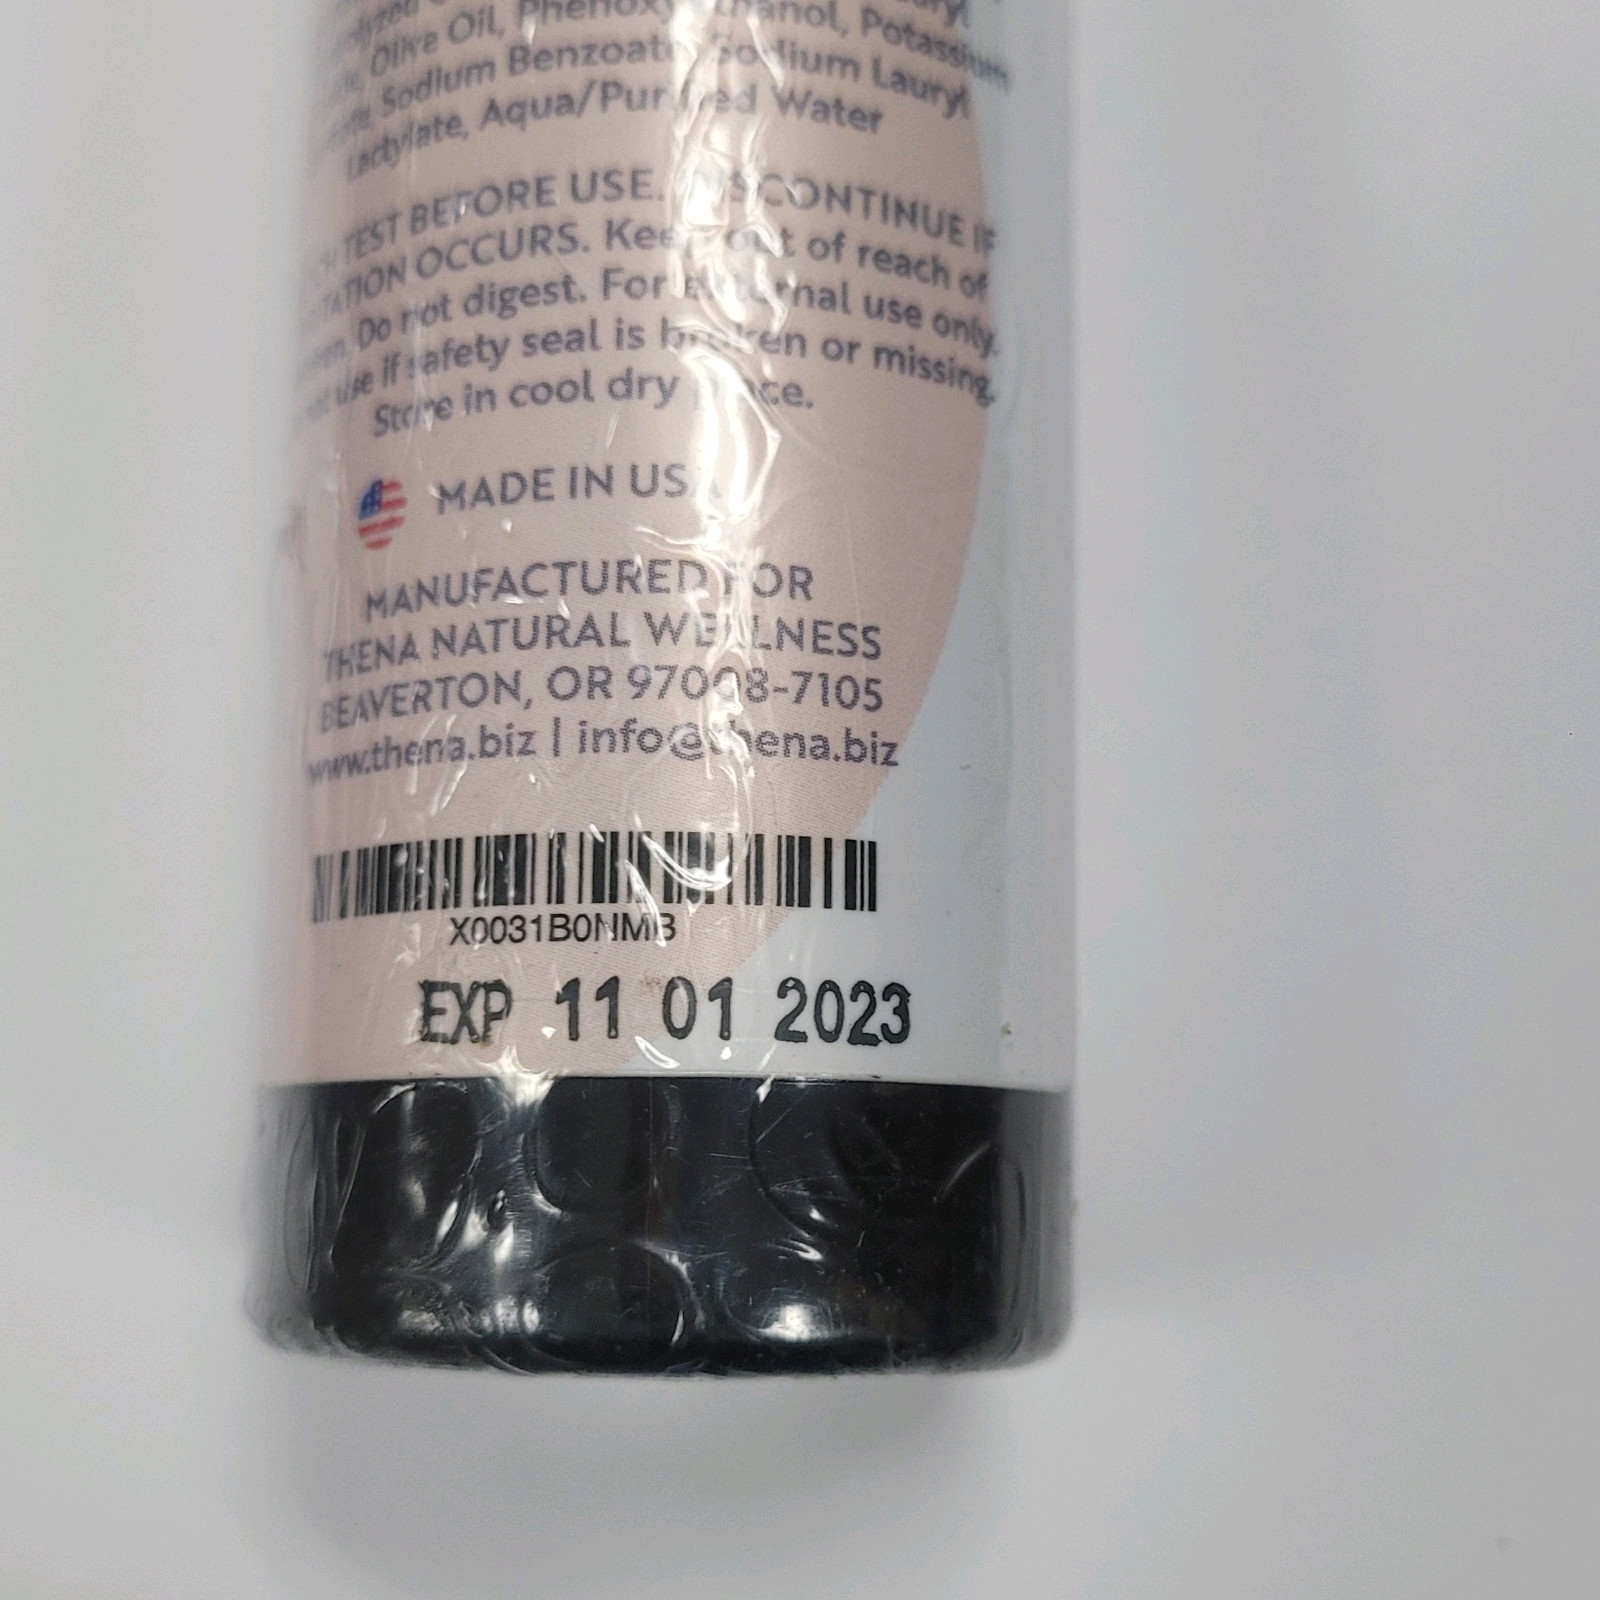 Olive Oil, Phenoxyethanol, Potassium
Sodium Benzoate, Sodium Lauryl
Lactylate, Aqua/Purified Water
TEST BEFORE USE. DISCONTINUE IF
OCCURS. Keep out of reach of
Do not digest. For external use only.
use if safety seal is broken or missing.
Store in cool dry place.
MADE IN USA
MANUFACTURED FOR
THENA NATURAL WELLNESS
BEAVERTON, OR 97008-7105
www.thena.biz | info@thena.biz
X0031B0NMB
EXP 11 01 2023